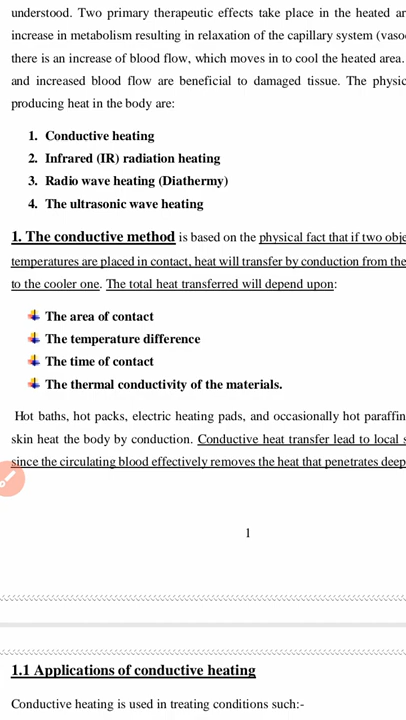 understood. Two primary therapeutic effects take place in the heated
increase in metabolism resulting in relaxation of the capillary system
there is an increase of blood flow, which moves in to cool the heated area.
and increased blood flow are beneficial to damaged tissue. The
producing heat in the body are:
1. Conductive heating
2. Infrared (IR) radiation heating
3. Radio wave heating (Diathermy)
4. The ultrasonic wave heating
1. The conductive method is based on the physical fact that if two
temperatures are placed in contact, heat will transfer by conduction from the
to the cooler one. The total heat transferred will depend upon:
The area of contact
The temperature difference
The time of contact
The thermal conductivity of the materials.
Hot baths, hot packs, electric heating pads, and occasionally hot paraffin
skin heat the body by conduction. Conductive heat transfer lead to local
since the circulating blood effectively removes the heat that penetrates deep
1
1.1 Applications of conductive heating
Conductive heating is used in treating conditions such:-